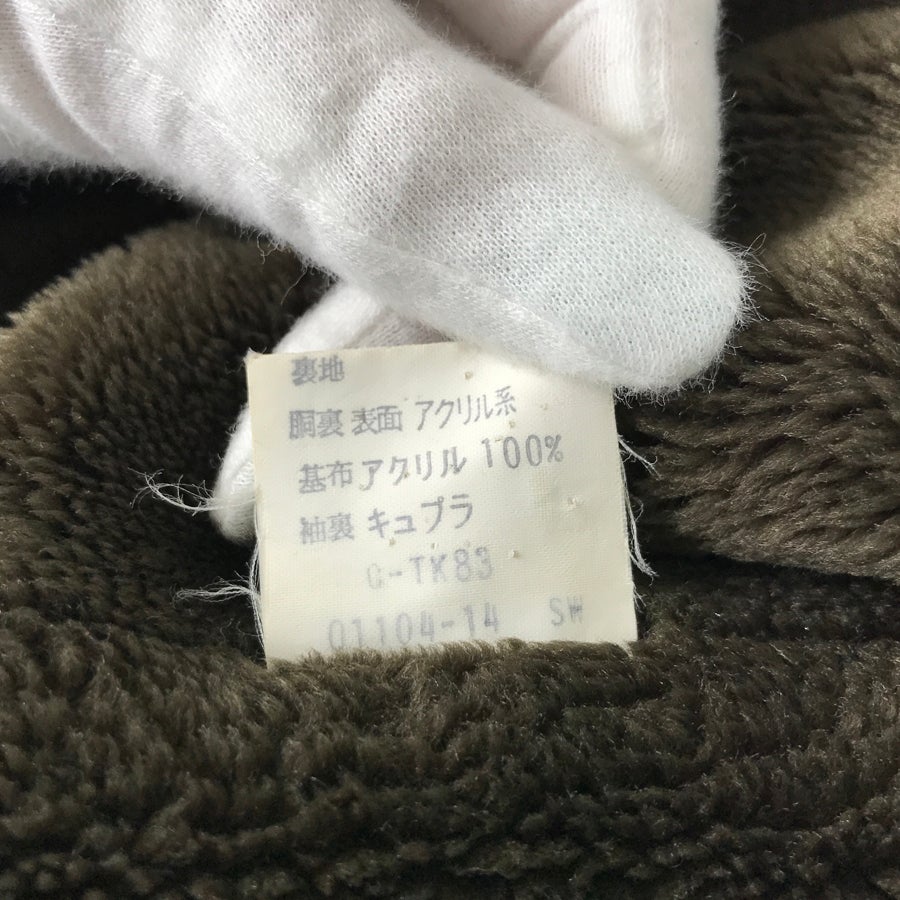 裏地
胴裏 表面 アクリル系
基布 アクリル 100%
袖裏 キュプラ
C-TK83
01104-14 SW